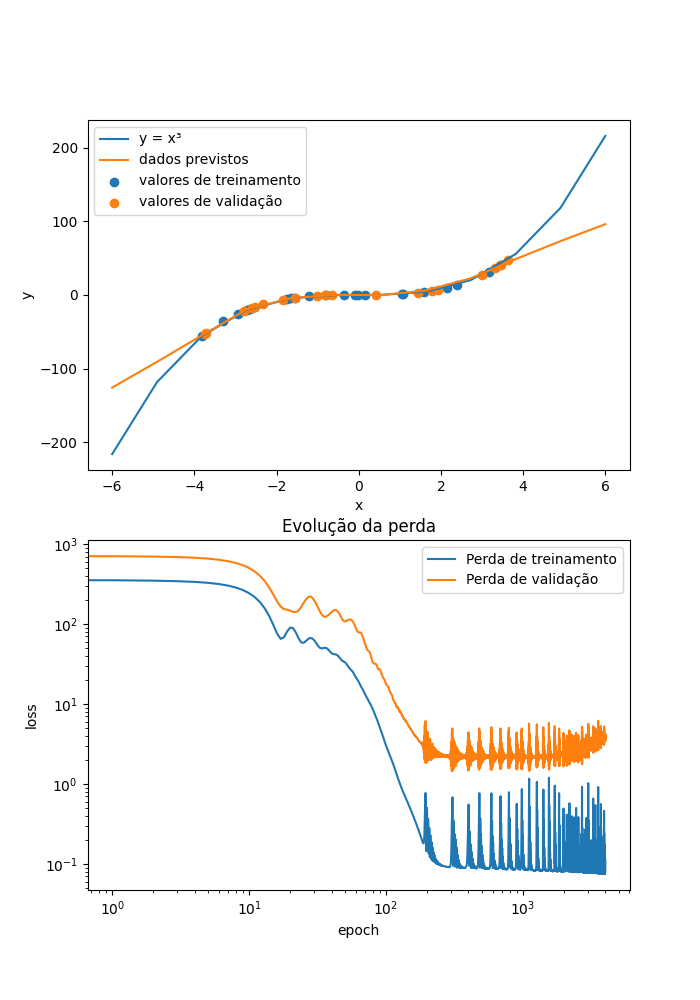 y = x³
dados previstos
valores de treinamento
valores de validação
200
100
0
−100
−200
y
−6
−4
−2
0
2
4
6
x
Evolução da perda
Perda de treinamento
Perda de validação
10³
10²
10¹
10⁰
10⁻¹
loss
10⁰
10¹
10²
10³
epoch